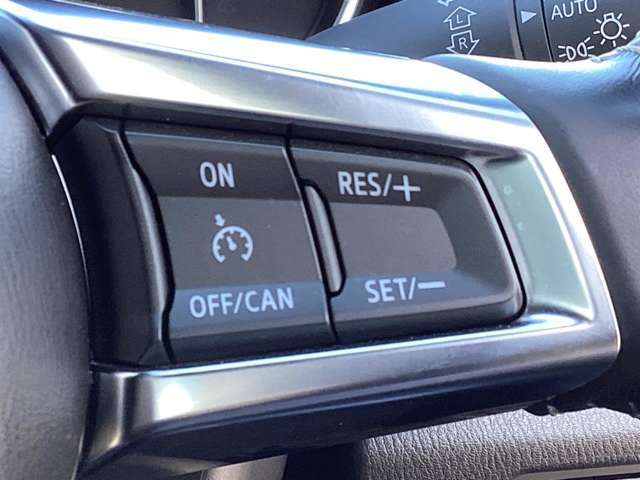 L
R
AUTO
ON
RES/+
OFF/CAN
SET/−